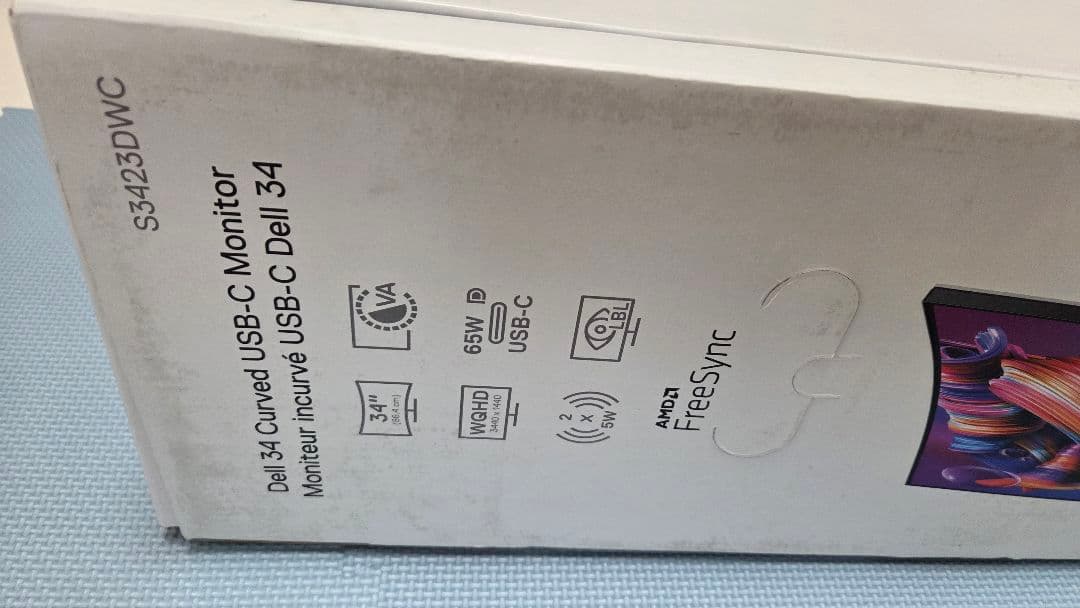 S3423DWC
Dell 34 Curved USB-C Monitor
Moniteur incurvé USB-C Dell 34
34"
(86.4 cm)
VA
WQHD
3440 x 1440
65W
USB-C
2
x
5W
LBL
AMD
FreeSync